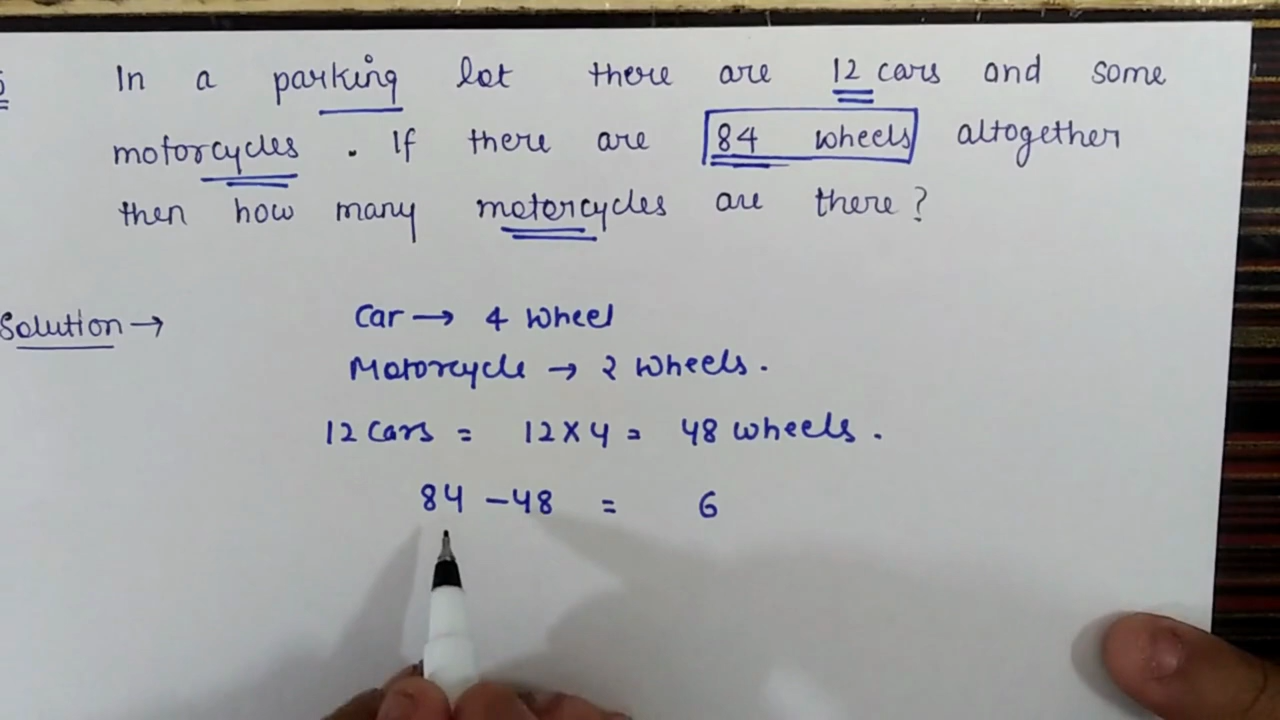 In a parking lot there are 12 cars and some
motorcycles . If there are 84 wheels altogether
then how many motorcycles are there?
Solution →
Car → 4 wheel
Motorcycle → 2 wheels.
12 Cars = 12 × 4 = 48 wheels.
84 - 48 = 6